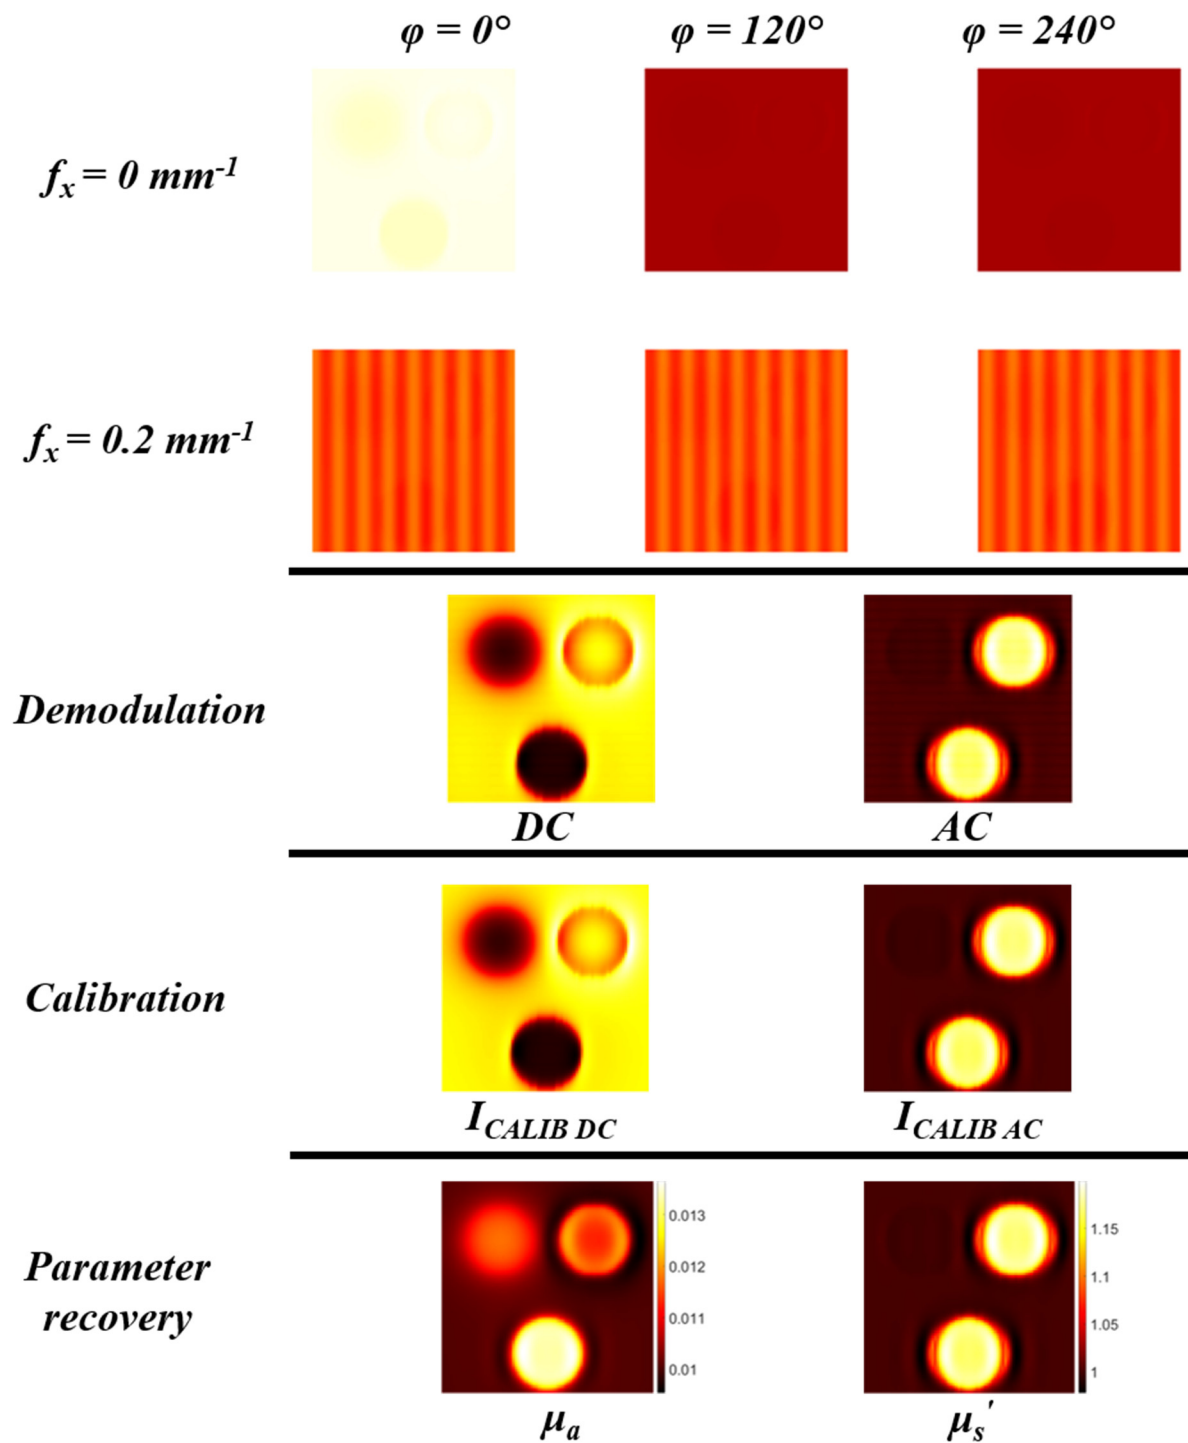 φ = 0° φ = 120° φ = 240°
fx = 0 mm-1
fx = 0.2 mm-1
Demodulation
DC AC
Calibration
ICALIB DC ICALIB AC
0.013
0.012
0.011
0.01
1.15
1.1
1.05
1
Parameter
recovery
μa μs'